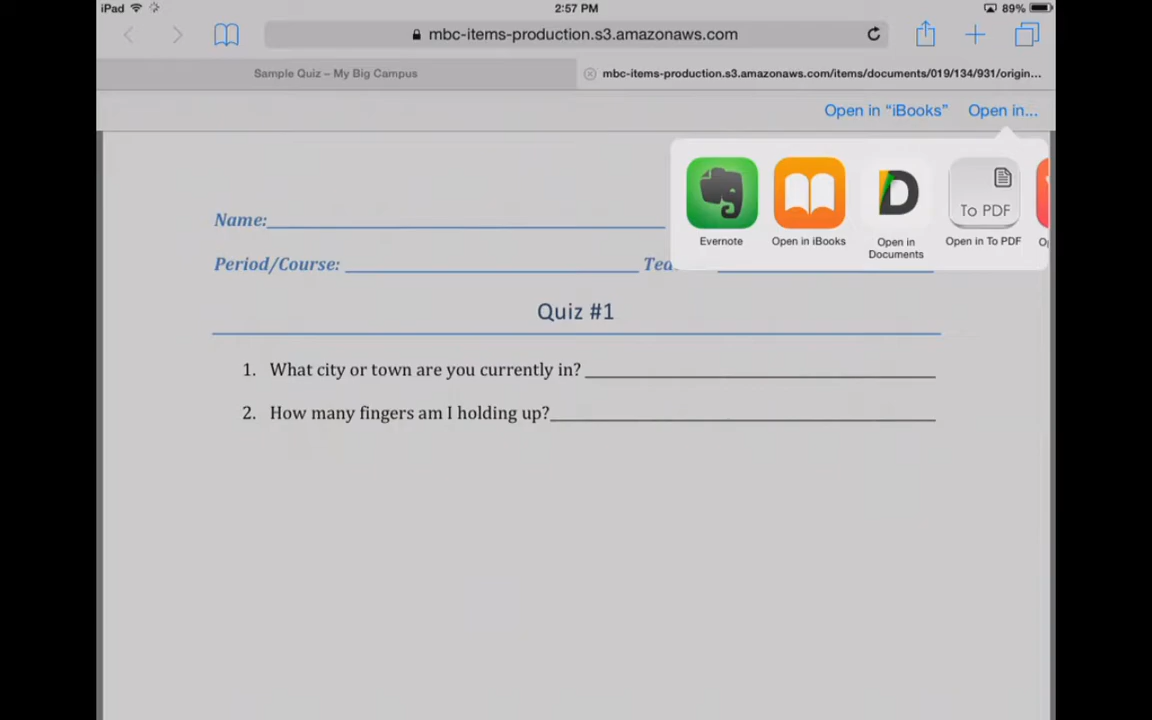 iPad 2:57 PM 89%
mbc-items-production.s3.amazonaws.com
Sample Quiz – My Big Campus
mbc-items-production.s3.amazonaws.com/items/documents/019/134/931/origin...
Open in “iBooks” Open in...
To PDF
Evernote
Open in iBooks
Open in Documents
Open in To PDF
Name:
Period/Course:
Quiz #1
1. What city or town are you currently in?
2. How many fingers am I holding up?